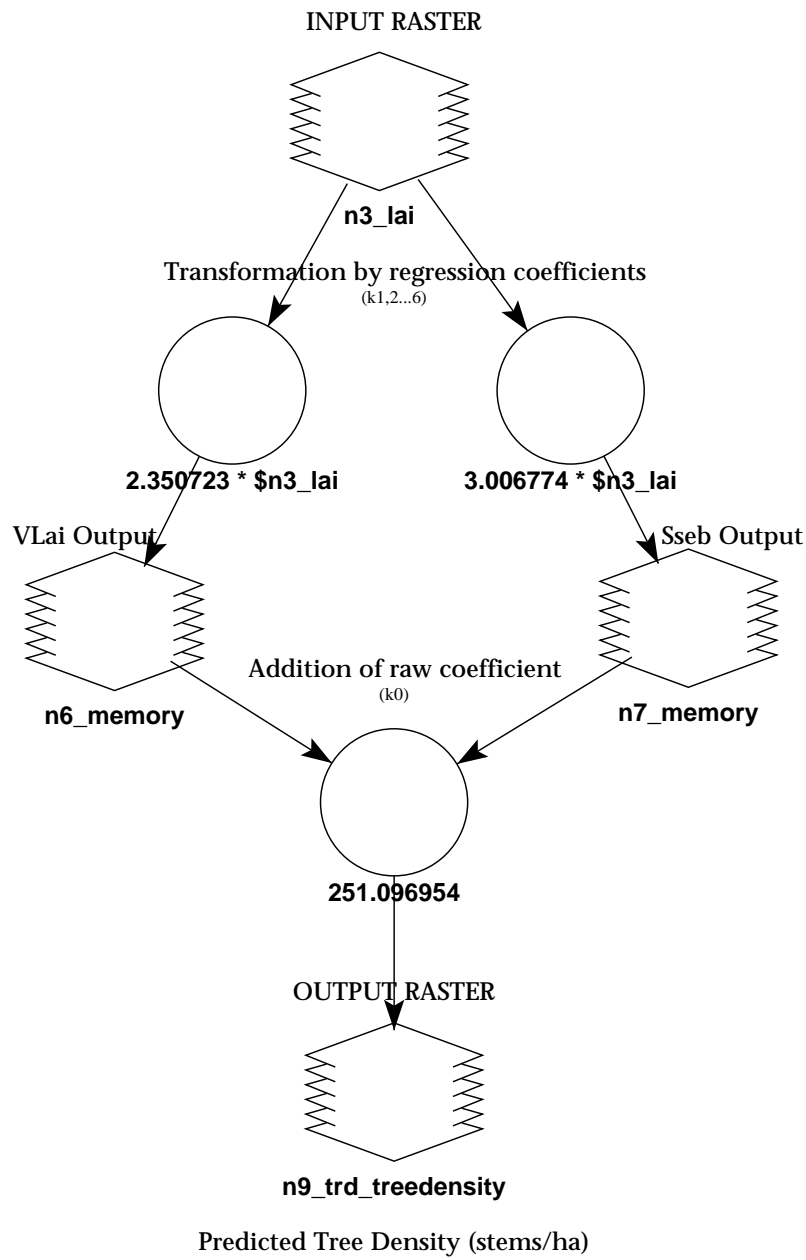 INPUT RASTER
n3_lai
Transformation by regression coefficients
(k1,2...6)
2.350723 * $n3_lai
3.006774 * $n3_lai
VLai Output
Sseb Output
n6_memory
n7_memory
Addition of raw coefficient
(k0)
251.096954
OUTPUT RASTER
n9_trd_treedensity
Predicted Tree Density (stems/ha)